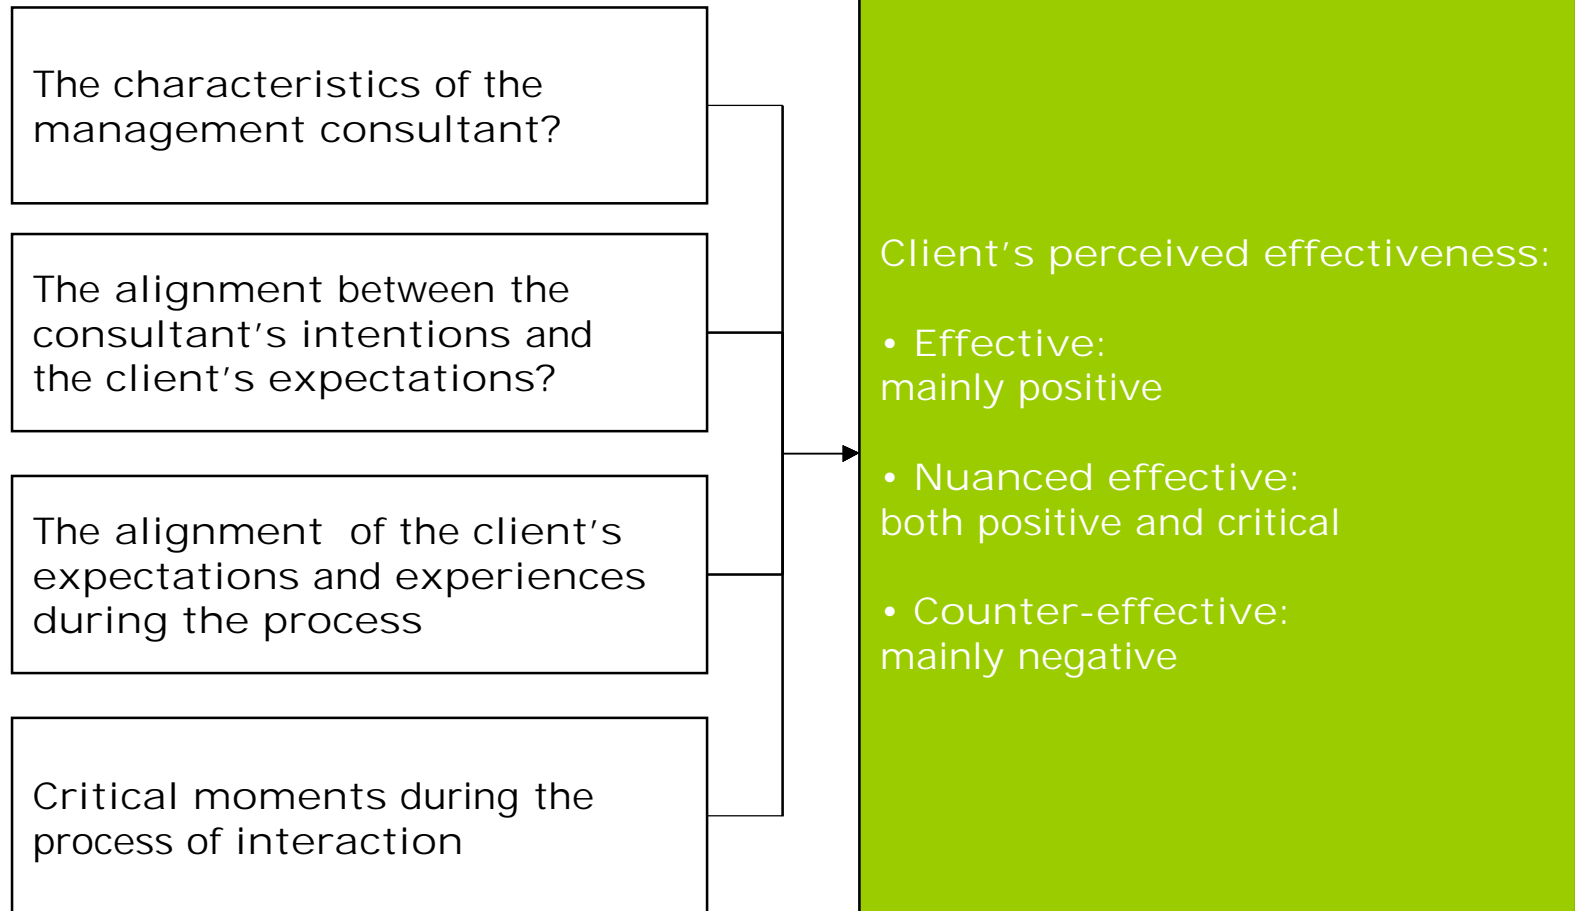 The characteristics of the
management consultant?
The alignment between the
consultant’s intentions and
the client’s expectations?
The alignment  of the client’s
expectations and experiences
during the process
Critical moments during the
process of interaction
Client’s perceived effectiveness:
• Effective:
mainly positive
• Nuanced effective:
both positive and critical
• Counter-effective:
mainly negative